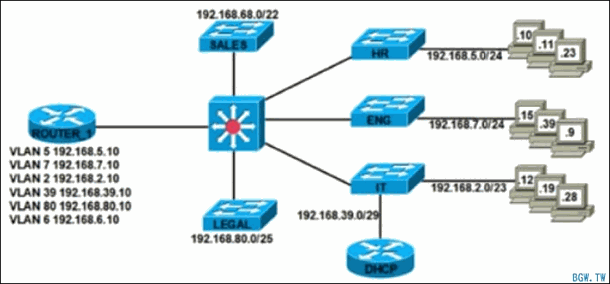 192.168.68.0/22
SALES
HR
192.168.5.0/24
.10
.11
.23
ROUTER_1
VLAN 5 192.168.5.10
VLAN 7 192.168.7.10
VLAN 2 192.168.2.10
VLAN 39 192.168.39.10
VLAN 80 192.168.80.10
VLAN 6 192.168.6.10
ENG
192.168.7.0/24
.15
.39
.9
IT
192.168.2.0/23
.12
.19
.28
LEGAL
192.168.80.0/25
192.168.39.0/29
DHCP
BGW.TW